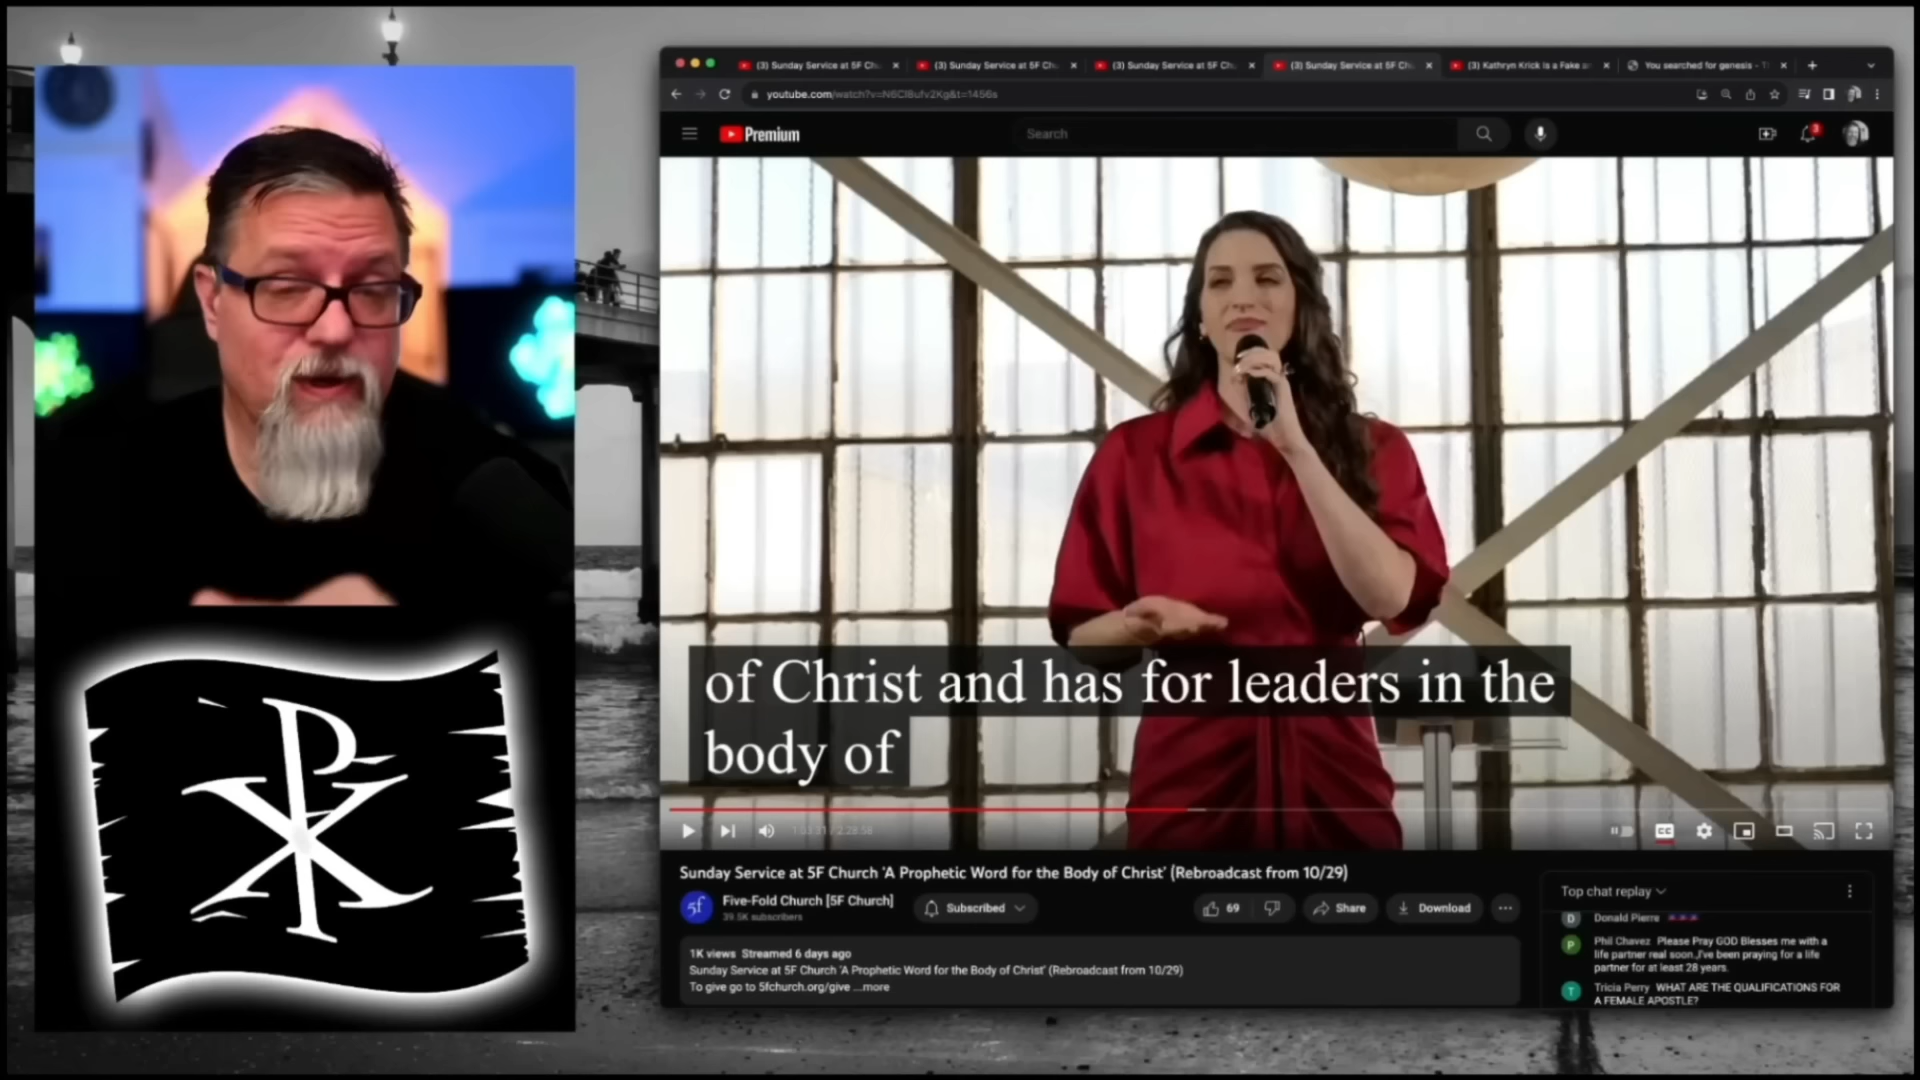 (3) Sunday Service at 5F Ch
(3) Sunday Service at 5F Ch
(3) Sunday Service at 5F Ch
(3) Sunday Service at 5F Ch
(3) Kathryn Krick is a Fake
You searched for genesis -
youtube.com/watch?v=
Premium
Search
3
of Christ and has for leaders in the
body of
CC
Sunday Service at 5F Church 'A Prophetic Word for the Body of Christ' (Rebroadcast from 10/29)
5f
Five-Fold Church [5F Church]
39.5K subscribers
Subscribed
69
Share
Download
1K views Streamed 6 days ago
Sunday Service at 5F Church 'A Prophetic Word for the Body of Christ' (Rebroadcast from 10/29)
To give go to 5fchurch.org/give ...more
Top chat replay
D
Donald Pierre
P
Phil Chavez Please Pray GOD Blesses me with a
life partner real soon.,I've been praying for a life
partner for at least 28 years.
T
Tricia Perry WHAT ARE THE QUALIFICATIONS FOR
A FEMALE APOSTLE?